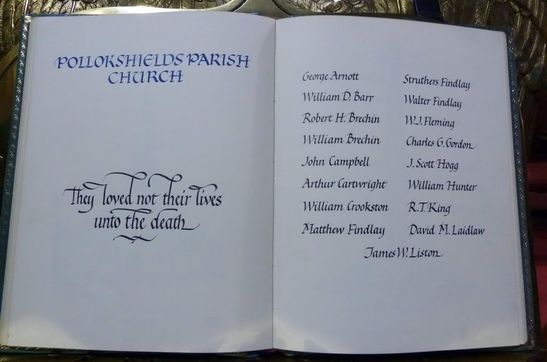 POLLOKSHIELDS PARISH
CHURCH
They loved not their lives
unto the death
George Arnott
William D. Barr
Robert H. Brechin
William Brechin
John Campbell
Arthur Cartwright
William Crookston
Matthew Findlay
Struthers Findlay
Walter Findlay
W.J. Fleming
Charles G. Gordon
J. Scott Hogg
William Hunter
R.T. King
David M. Laidlaw
James W. Liston